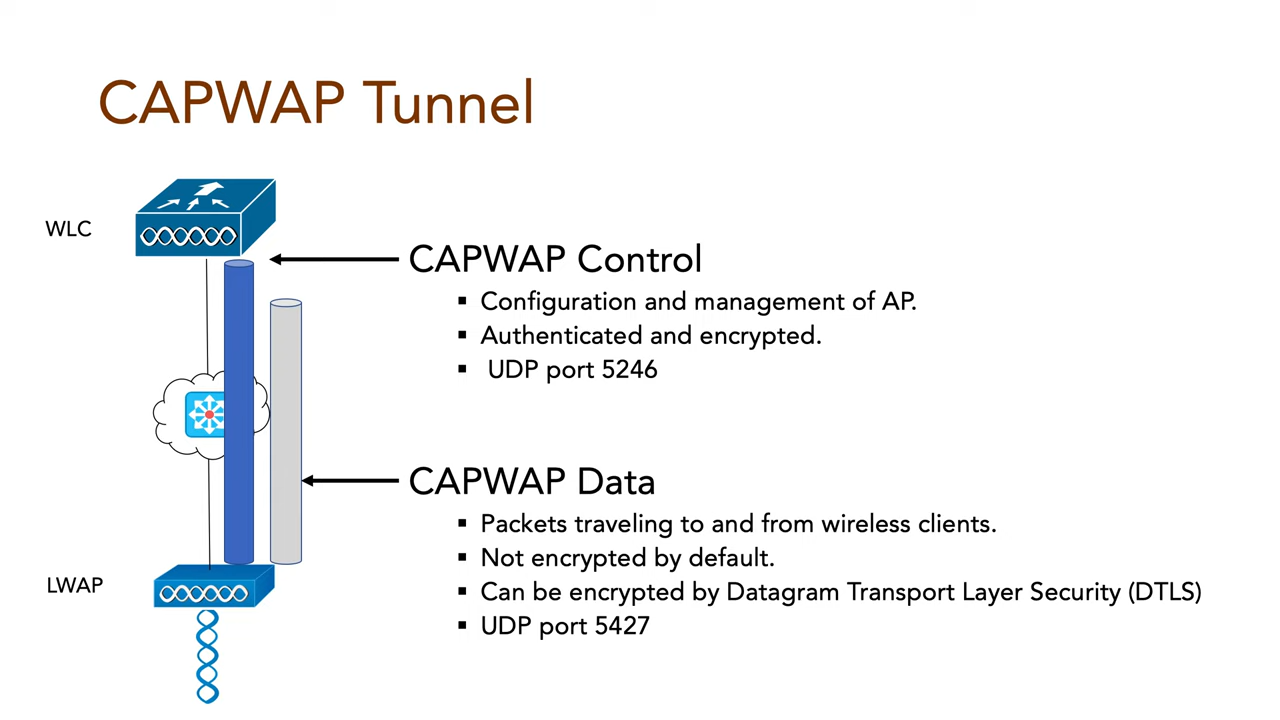 CAPWAP Tunnel
WLC
CAPWAP Control
▪ Configuration and management of AP.
▪ Authenticated and encrypted.
▪ UDP port 5246
CAPWAP Data
▪ Packets traveling to and from wireless clients.
▪ Not encrypted by default.
▪ Can be encrypted by Datagram Transport Layer Security (DTLS)
▪ UDP port 5427
LWAP